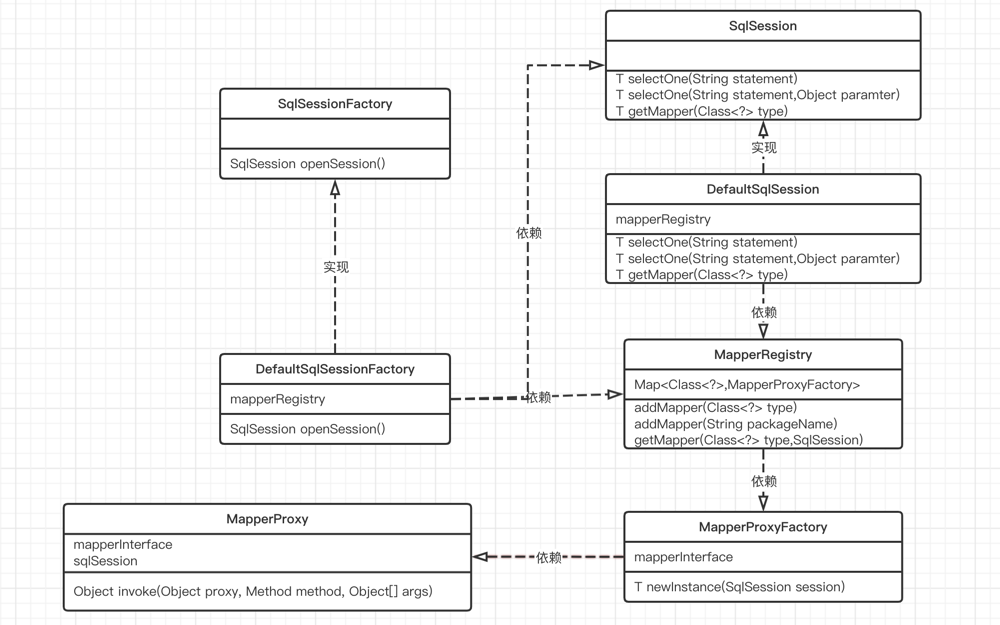 SqlSession
T selectOne(String statement)
T selectOne(String statement,Object paramter)
T getMapper(Class<?> type)
SqlSessionFactory
SqlSession openSession()
实现
DefaultSqlSession
mapperRegistry
T selectOne(String statement)
T selectOne(String statement,Object paramter)
T getMapper(Class<?> type)
依赖
实现
依赖
MapperRegistry
Map<Class<?>,MapperProxyFactory>
addMapper(Class<?> type)
addMapper(String packageName)
getMapper(Class<?> type,SqlSession)
DefaultSqlSessionFactory
mapperRegistry
SqlSession openSession()
依赖
依赖
MapperProxy
mapperInterface
sqlSession
Object invoke(Object proxy, Method method, Object[] args)
依赖
MapperProxyFactory
mapperInterface
T newInstance(SqlSession session)